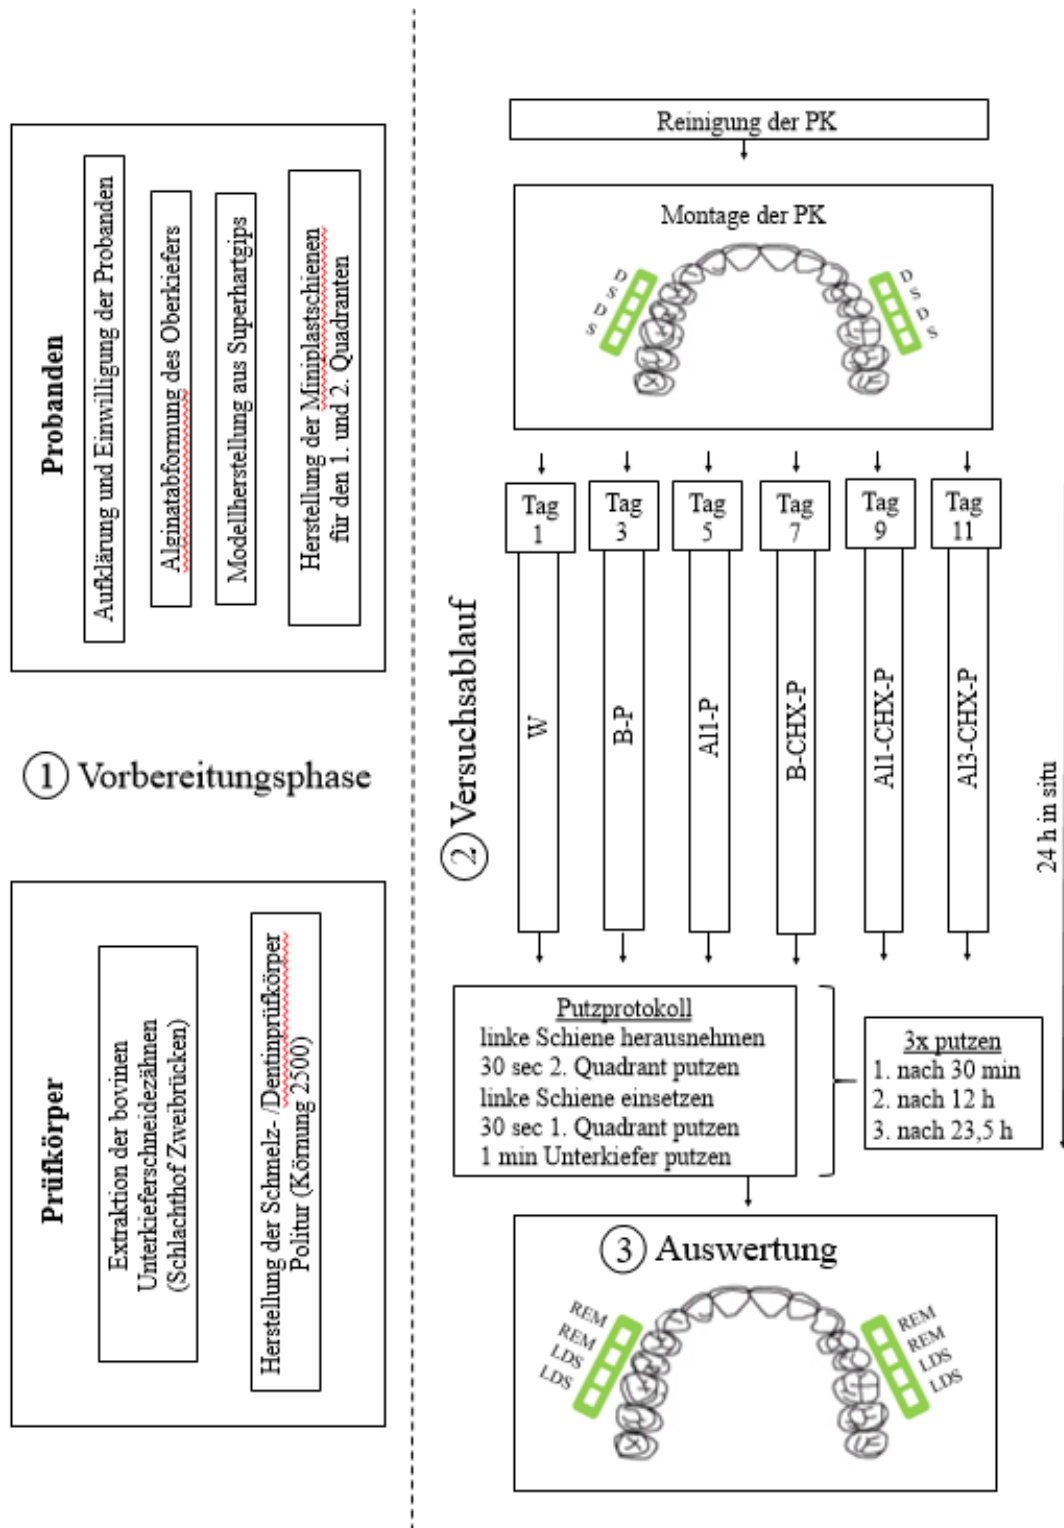 1 Vorbereitungsphase
Prüfkörper
Extraktion der bovinen
Unterkieferschneidezähnen
(Schlachthof Zweibrücken)
Herstellung der Schmelz- /Dentinprüfkörper
Politur (Körnung 2500)
Probanden
Aufklärung und Einwilligung der Probanden
Alginatabformung des Oberkiefers
Modellherstellung aus Superhartgips
Herstellung der Miniplastschienen
für den 1. und 2. Quadranten
2 Versuchsablauf
Reinigung der PK
Montage der PK
D
S
D
S
D
S
D
S
Tag
1
Tag
3
Tag
5
Tag
7
Tag
9
Tag
11
W
B-P
Al1-P
B-CHX-P
Al1-CHX-P
Al3-CHX-P
24 h in situ
Putzprotokoll
linke Schiene herausnehmen
30 sec 2. Quadrant putzen
linke Schiene einsetzen
30 sec 1. Quadrant putzen
1 min Unterkiefer putzen
3x putzen
1. nach 30 min
2. nach 12 h
3. nach 23,5 h
3 Auswertung
REM
REM
LDS
LDS
REM
REM
LDS
LDS